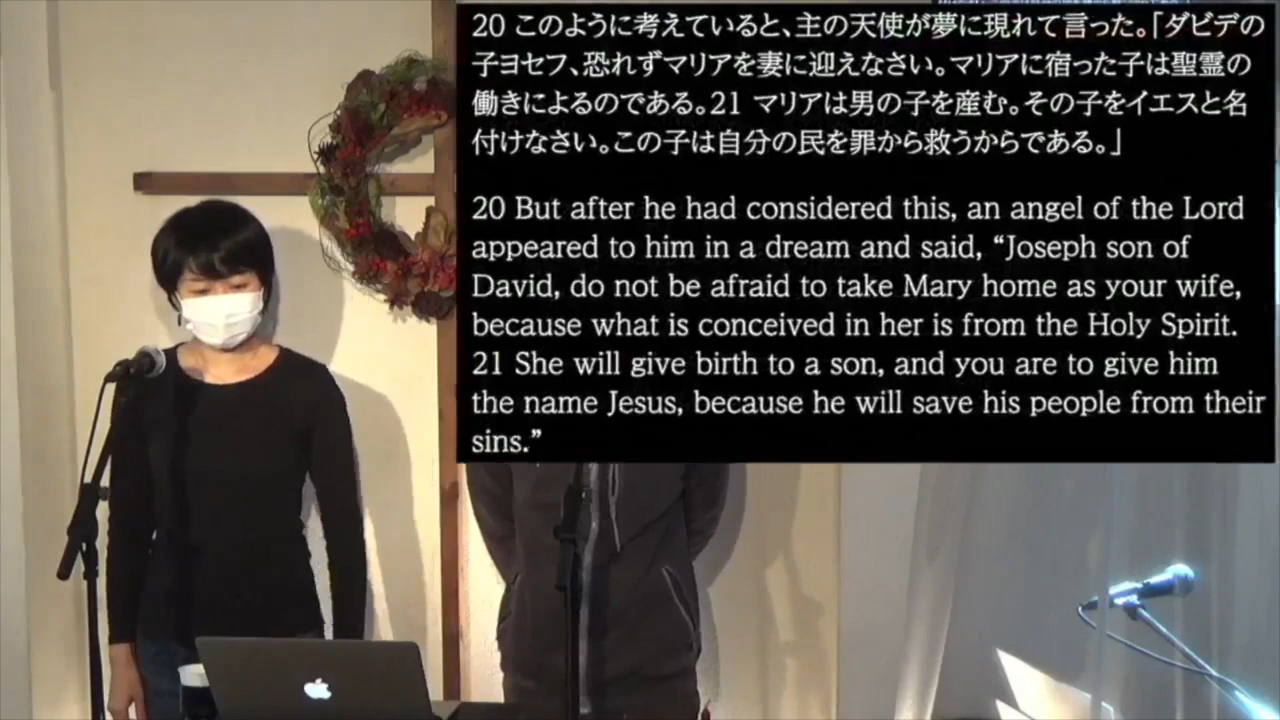 20 このように考えていると、主の天使が夢に現れて言った。「ダビデの
子ヨセフ、恐れずマリアを妻に迎えなさい。マリアに宿った子は聖霊の
働きによるのである。21 マリアは男の子を産む。その子をイエスと名
付けなさい。この子は自分の民を罪から救うからである。」
20 But after he had considered this, an angel of the Lord
appeared to him in a dream and said, “Joseph son of
David, do not be afraid to take Mary home as your wife,
because what is conceived in her is from the Holy Spirit.
21 She will give birth to a son, and you are to give him
the name Jesus, because he will save his people from their
sins.”